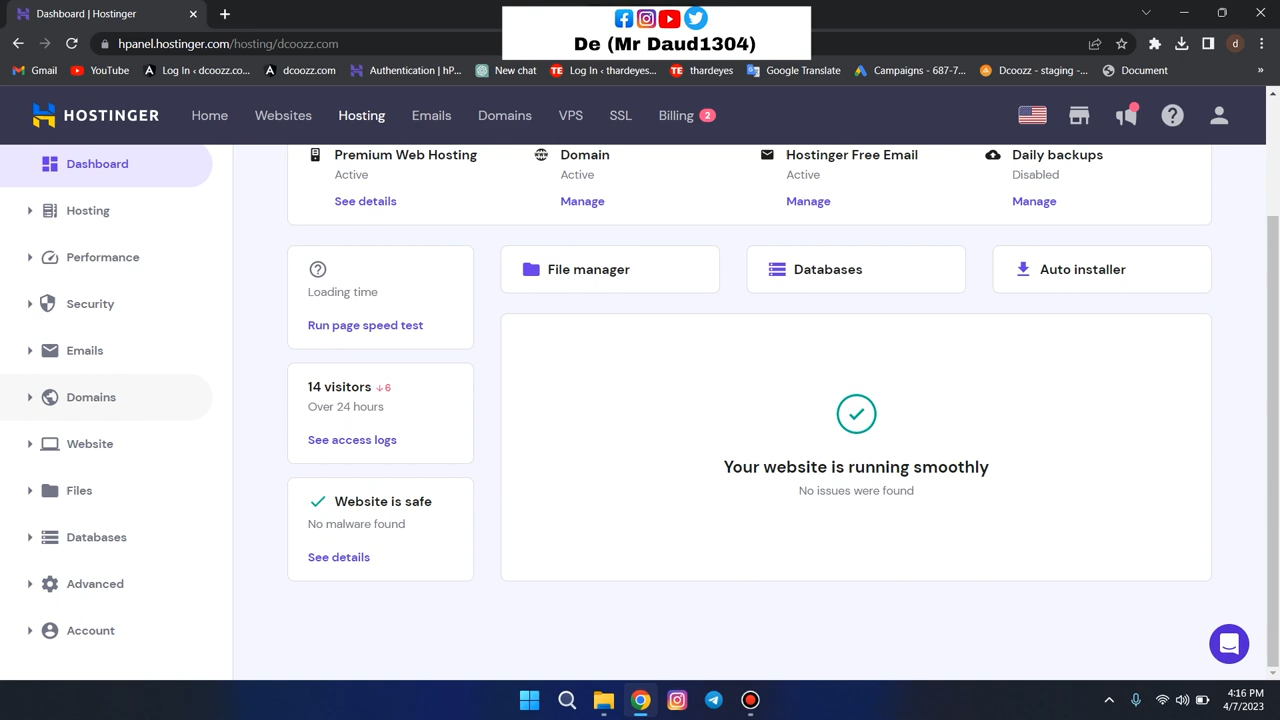 Dashboard | Hostinger
De (Mr Daud1304)
hpanel.hostinger.com/hosting/dcoozz.com
d
YouTube
Log In ‹ dcoozz — ...
thardeyes.com
Authentication | hP...
New chat
Log In ‹ thardeyes...
thardeyes
Google Translate
Campaigns - 687-7...
Dcoozz - staging -...
Document
»
HOSTINGER
Home
Websites
Hosting
Emails
Domains
VPS
SSL
Billing 2
Dashboard
Hosting
Performance
Security
Emails
Domains
Website
Files
Databases
Advanced
Account
Premium Web Hosting
Active
See details
Domain
Active
Manage
Hostinger Free Email
Active
Manage
Daily backups
Disabled
Manage
Loading time
Run page speed test
14 visitors ↓6
Over 24 hours
See access logs
Website is safe
No malware found
See details
File manager
Databases
Auto installer
Your website is running smoothly
No issues were found
4:16 PM
4/7/2023